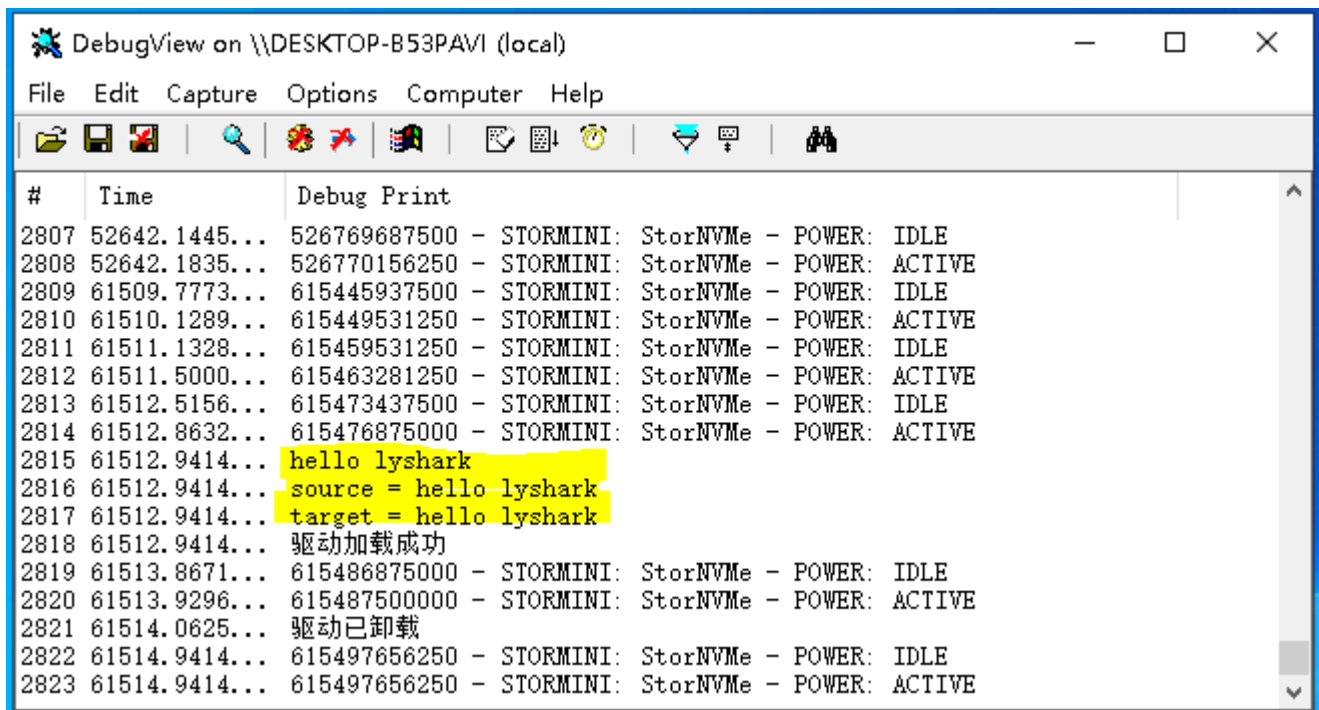 DebugView on \\DESKTOP-B53PAVI (local)
File Edit Capture Options Computer Help
# Time Debug Print
2807 52642.1445... 526769687500 - STORMINI: StorNVMe - POWER: IDLE
2808 52642.1835... 526770156250 - STORMINI: StorNVMe - POWER: ACTIVE
2809 61509.7773... 615445937500 - STORMINI: StorNVMe - POWER: IDLE
2810 61510.1289... 615449531250 - STORMINI: StorNVMe - POWER: ACTIVE
2811 61511.1328... 615459531250 - STORMINI: StorNVMe - POWER: IDLE
2812 61511.5000... 615463281250 - STORMINI: StorNVMe - POWER: ACTIVE
2813 61512.5156... 615473437500 - STORMINI: StorNVMe - POWER: IDLE
2814 61512.8632... 615476875000 - STORMINI: StorNVMe - POWER: ACTIVE
2815 61512.9414... hello lyshark
2816 61512.9414... source = hello lyshark
2817 61512.9414... target = hello lyshark
2818 61512.9414... 驱动加载成功
2819 61513.8671... 615486875000 - STORMINI: StorNVMe - POWER: IDLE
2820 61513.9296... 615487500000 - STORMINI: StorNVMe - POWER: ACTIVE
2821 61514.0625... 驱动已卸载
2822 61514.9414... 615497656250 - STORMINI: StorNVMe - POWER: IDLE
2823 61514.9414... 615497656250 - STORMINI: StorNVMe - POWER: ACTIVE